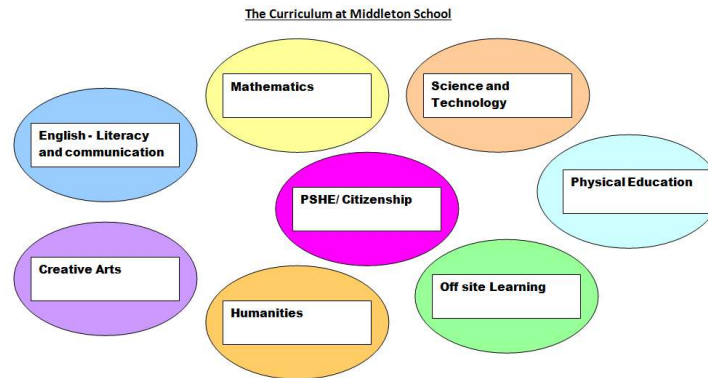 The Curriculum at Middleton School
Mathematics
Science and
Technology
English - Literacy
and communication
Physical Education
PSHE/ Citizenship
Creative Arts
Off site Learning
Humanities